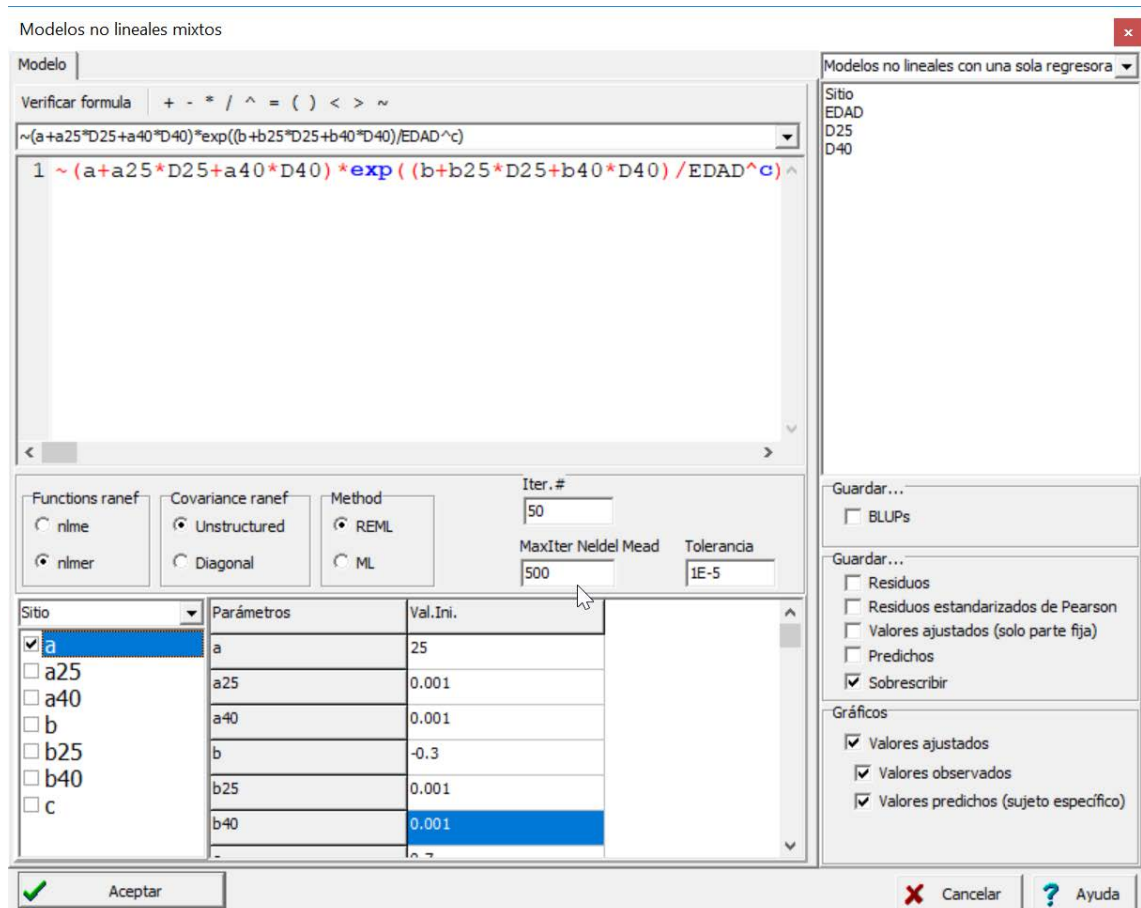 Modelos no lineales mixtos
x
Modelo
Verificar formula + - * / ^ = ( ) < > ~
~(a+a25*D25+a40*D40)*exp((b+b25*D25+b40*D40)/EDAD^c)
1 ~(a+a25*D25+a40*D40)*exp((b+b25*D25+b40*D40)/EDAD^c)
Modelos no lineales con una sola regresora
Sitio
EDAD
D25
D40
Functions ranef
nlme
nlmer
Covariance ranef
Unstructured
Diagonal
Method
REML
ML
Iter.#
50
MaxIter Neldel Mead
500
Tolerancia
1E-5
Sitio
a
a25
a40
b
b25
b40
c
Parámetros Val.Ini.
a 25
a25 0.001
a40 0.001
b -0.3
b25 0.001
b40 0.001
Guardar...
BLUPs
Guardar...
Residuos
Residuos estandarizados de Pearson
Valores ajustados (solo parte fija)
Predichos
Sobrescribir
Gráficos
Valores ajustados
Valores observados
Valores predichos (sujeto específico)
Aceptar
Cancelar
? Ayuda